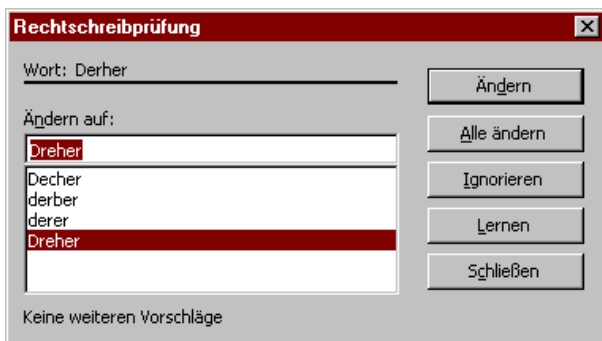 Rechtschreibprüfung
Wort: Derher
Ändern auf:
Dreher
Decher
derber
derer
Dreher
Keine weiteren Vorschläge
Ändern
Alle ändern
Ignorieren
Lernen
Schließen